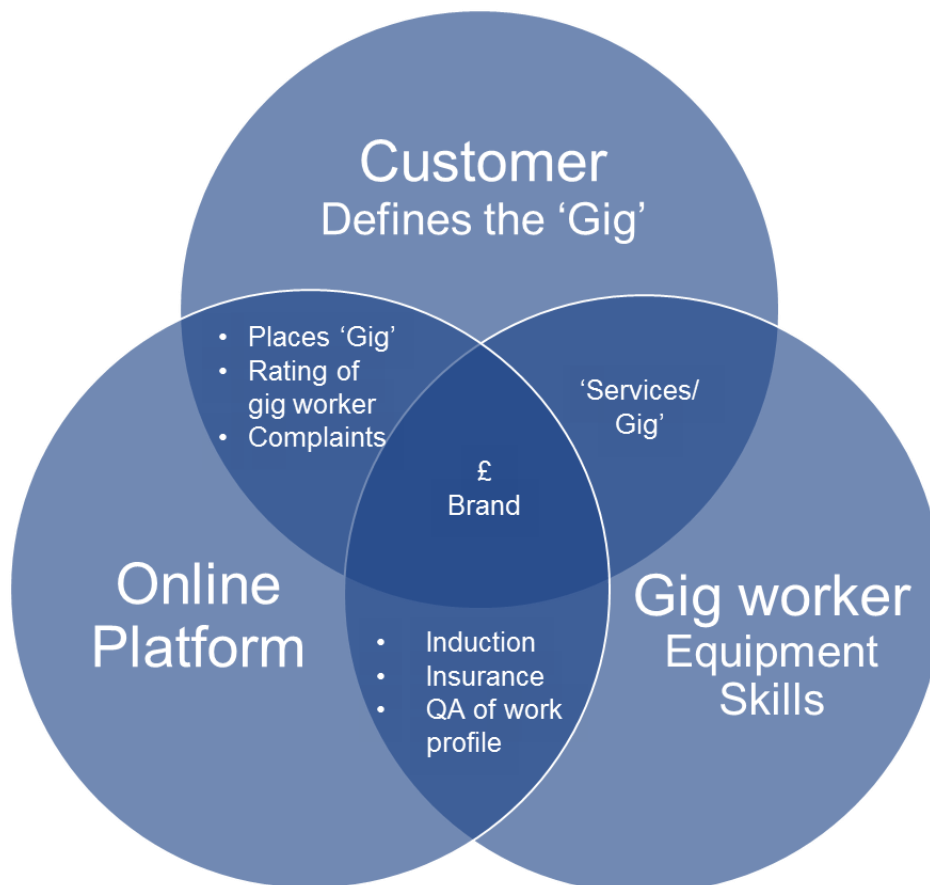 Customer
Defines the ‘Gig’
• Places ‘Gig’
• Rating of
gig worker
• Complaints
‘Services/
Gig’
£
Brand
Online
Platform
Gig worker
Equipment
Skills
• Induction
• Insurance
• QA of work
profile